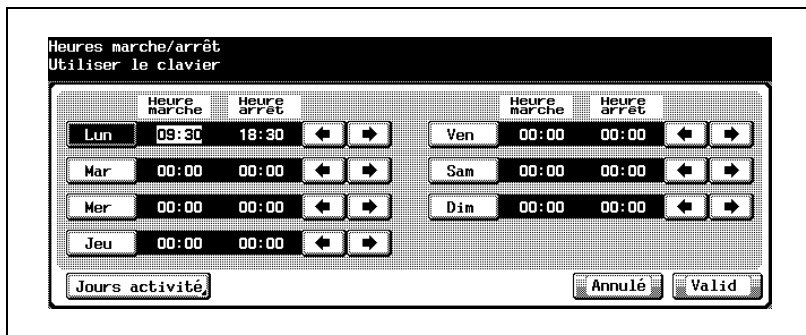 Heures marche/arrêt
Utiliser le clavier
Heure marche Heure arrêt Heure marche Heure arrêt
Lun 09:30 18:30 Ven 00:00 00:00
Mar 00:00 00:00 Sam 00:00 00:00
Mer 00:00 00:00 Dim 00:00 00:00
Jeu 00:00 00:00
Jours activité Annulé Valid